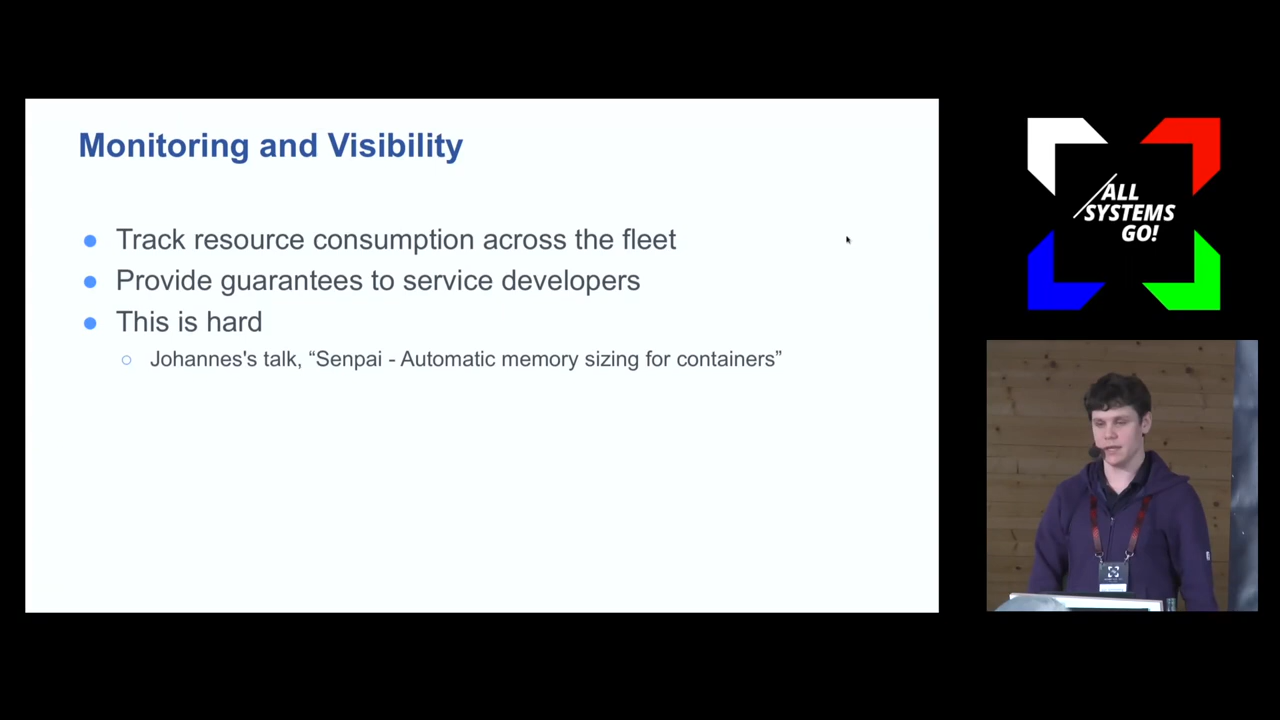 Monitoring and Visibility
Track resource consumption across the fleet
Provide guarantees to service developers
This is hard
Johannes's talk, “Senpai - Automatic memory sizing for containers”
ALL
SYSTEMS
GO!